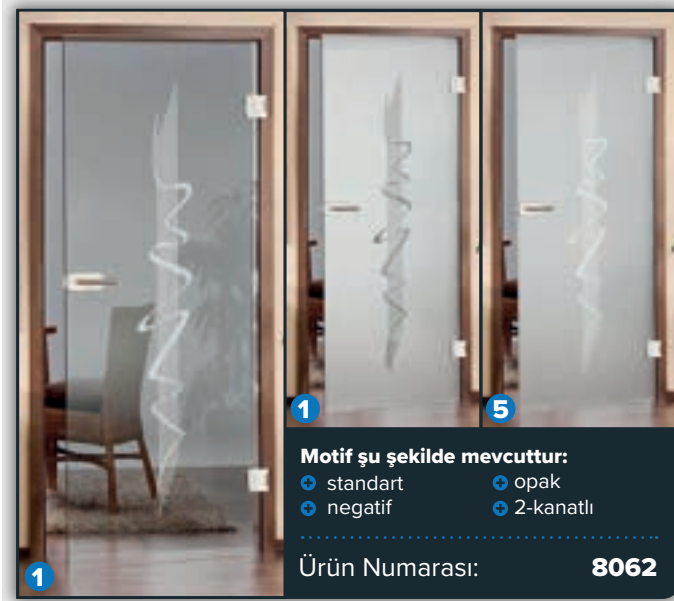 1
1
5
Motif şu şekilde mevcuttur:
standart
opak
negatif
2-kanatlı
Ürün Numarası: 8062